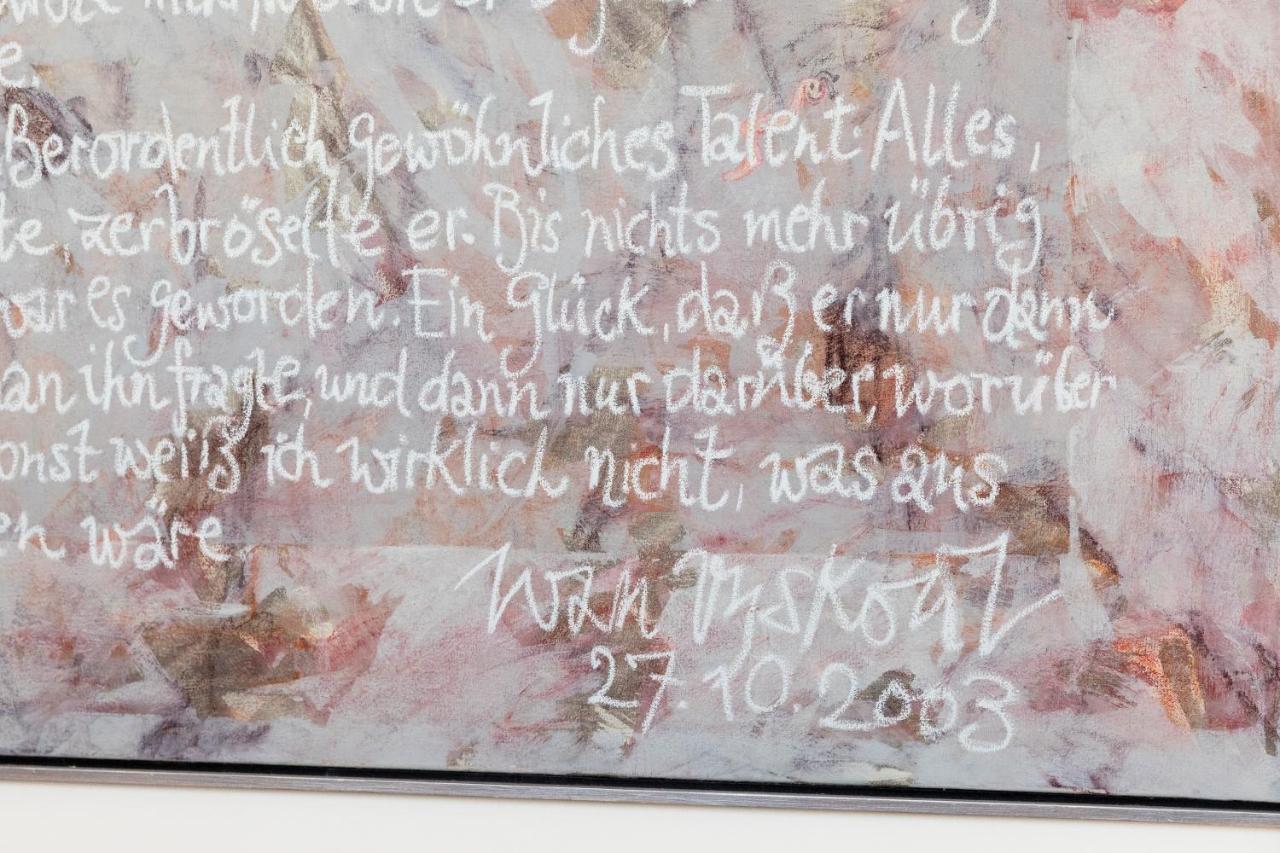 e.
ßerordentlich gewöhnliches Talent. Alles,
te, zerbröselte er. Bis nichts mehr übrig
war es geworden. Ein Glück, daß er nur dann
an ihn fragte, und dann nur darüber, worüber
onst weiß ich wirklich nicht, was aus
en wäre
27.10.2003